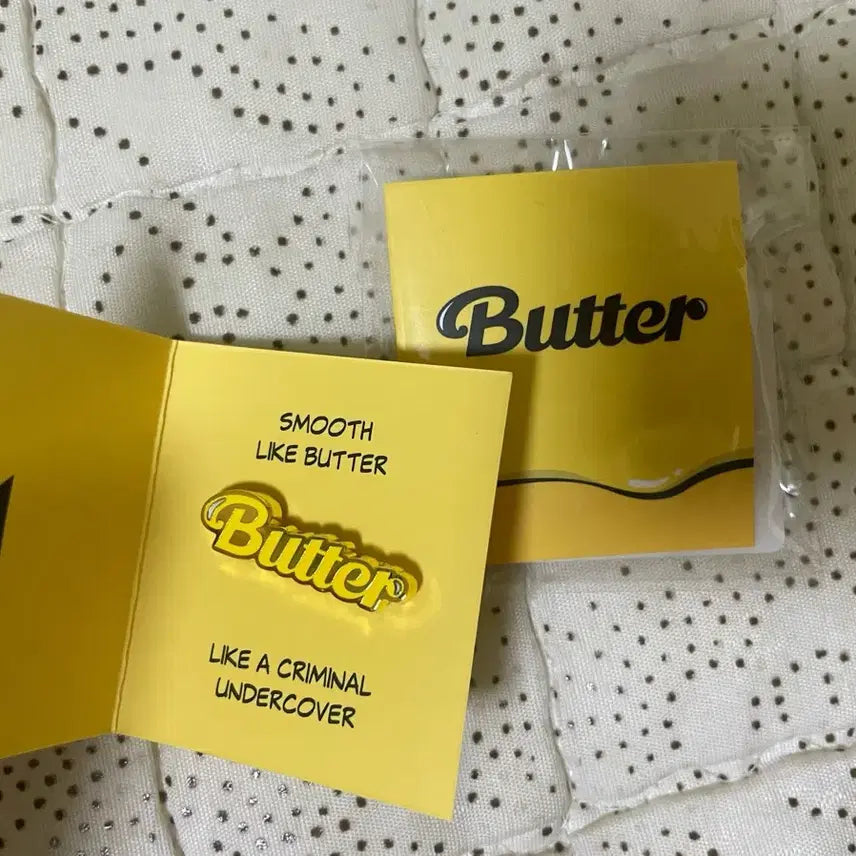 Butter
SMOOTH
LIKE BUTTER
Butter
LIKE A CRIMINAL
UNDERCOVER